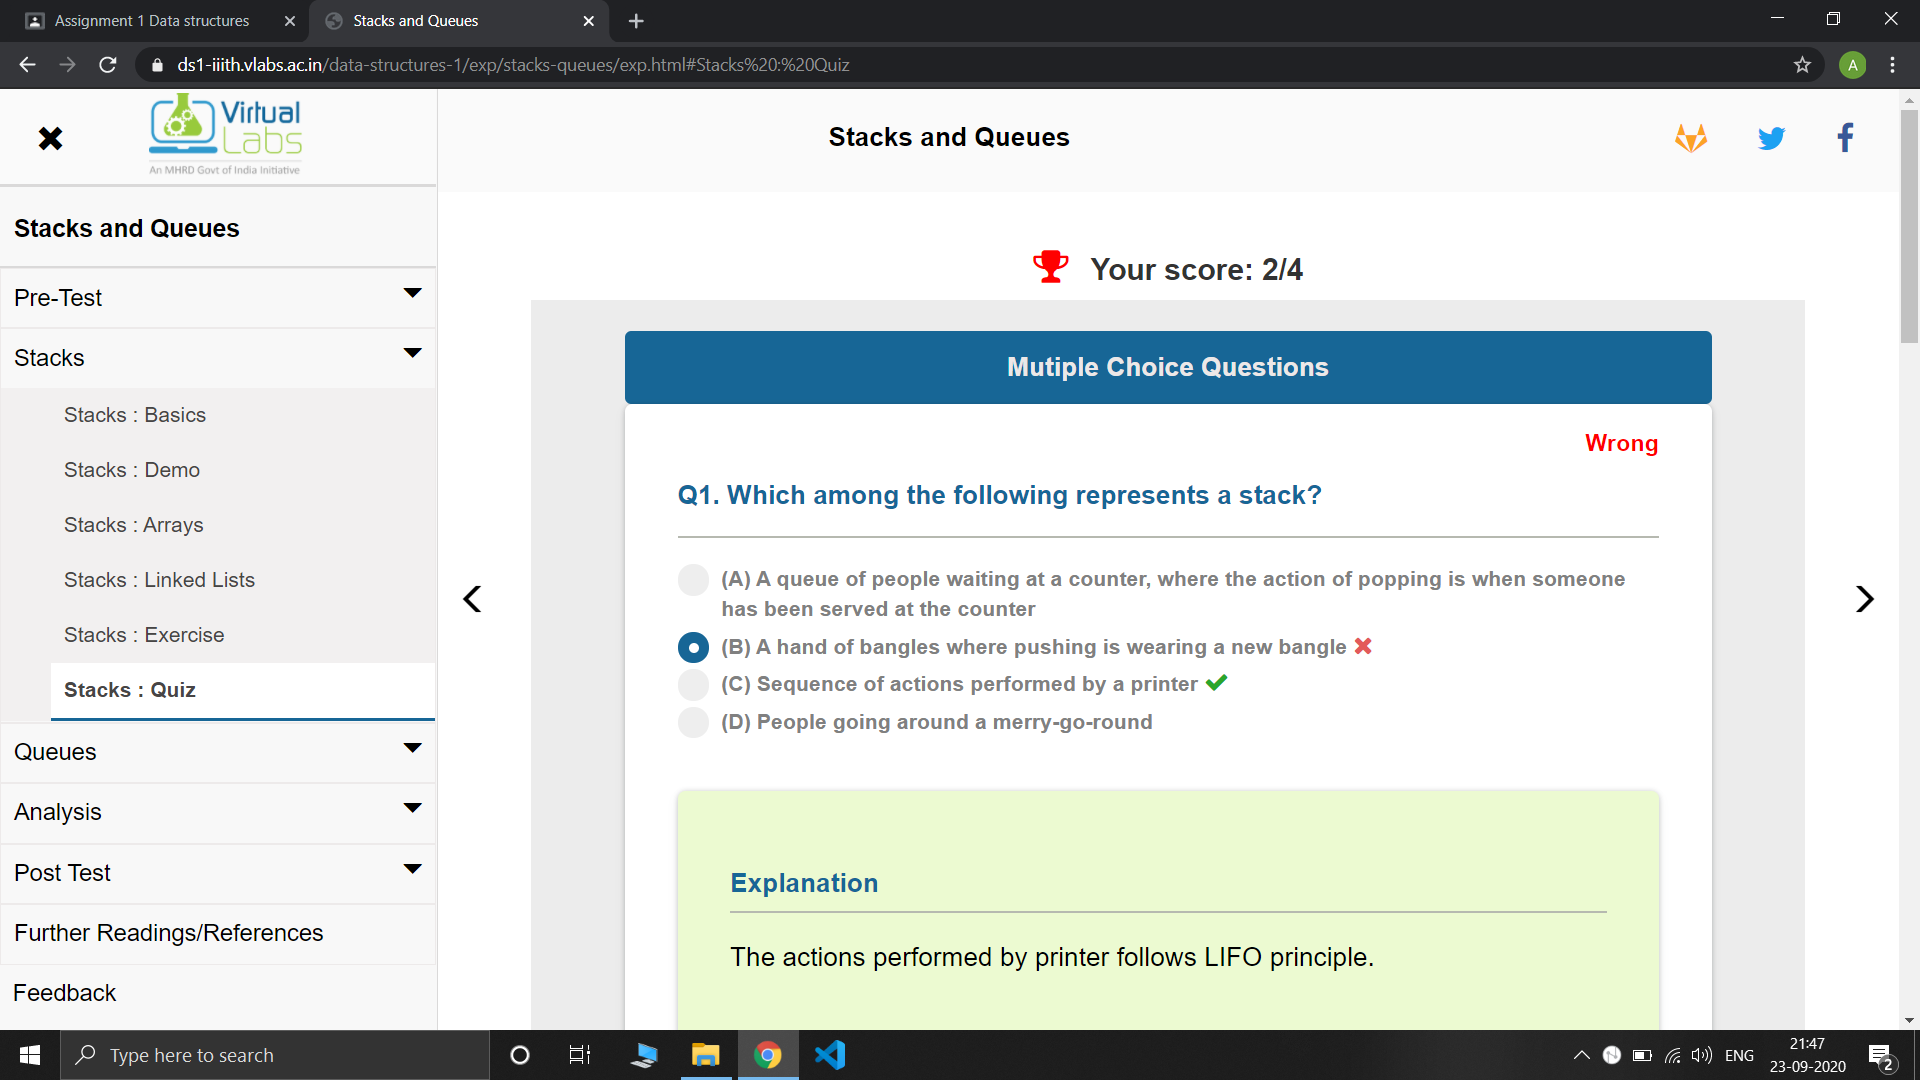 Assignment 1 Data structures
Stacks and Queues
ds1-iiith.vlabs.ac.in/data-structures-1/exp/stacks-queues/exp.html#Stacks%20:%20Quiz
A
Virtual
Labs
An MHRD Govt of India Initiative
Stacks and Queues
Stacks and Queues
Pre-Test
Stacks
Stacks : Basics
Stacks : Demo
Stacks : Arrays
Stacks : Linked Lists
Stacks : Exercise
Stacks : Quiz
Queues
Analysis
Post Test
Further Readings/References
Feedback
Your score: 2/4
Mutiple Choice Questions
Wrong
Q1. Which among the following represents a stack?
(A) A queue of people waiting at a counter, where the action of popping is when someone
has been served at the counter
(B) A hand of bangles where pushing is wearing a new bangle
(C) Sequence of actions performed by a printer
(D) People going around a merry-go-round
Explanation
The actions performed by printer follows LIFO principle.
Type here to search
ENG
21:47
23-09-2020
2